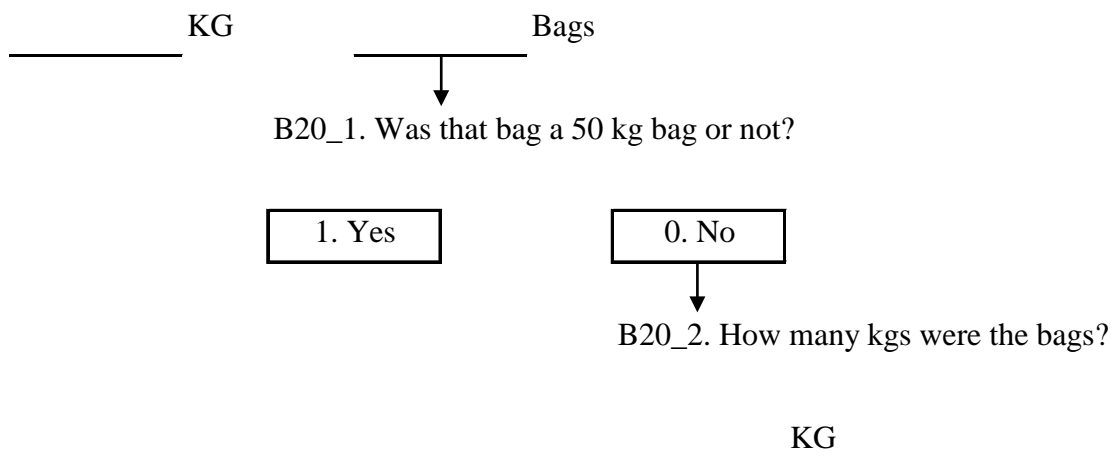 KG Bags
B20_1. Was that bag a 50 kg bag or not?
1. Yes 0. No
B20_2. How many kgs were the bags?
KG